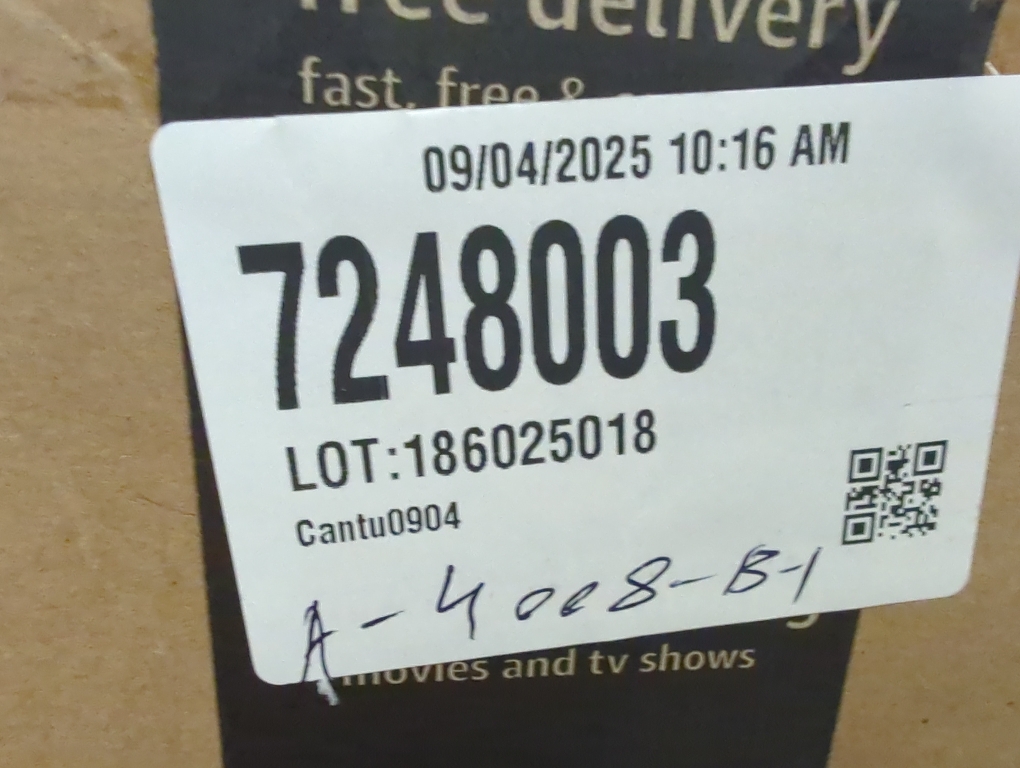 free delivery
fast, free &
09/04/2025 10:16 AM
7248003
LOT:186025018
Cantu0904
A-4008-B-1
movies and tv shows